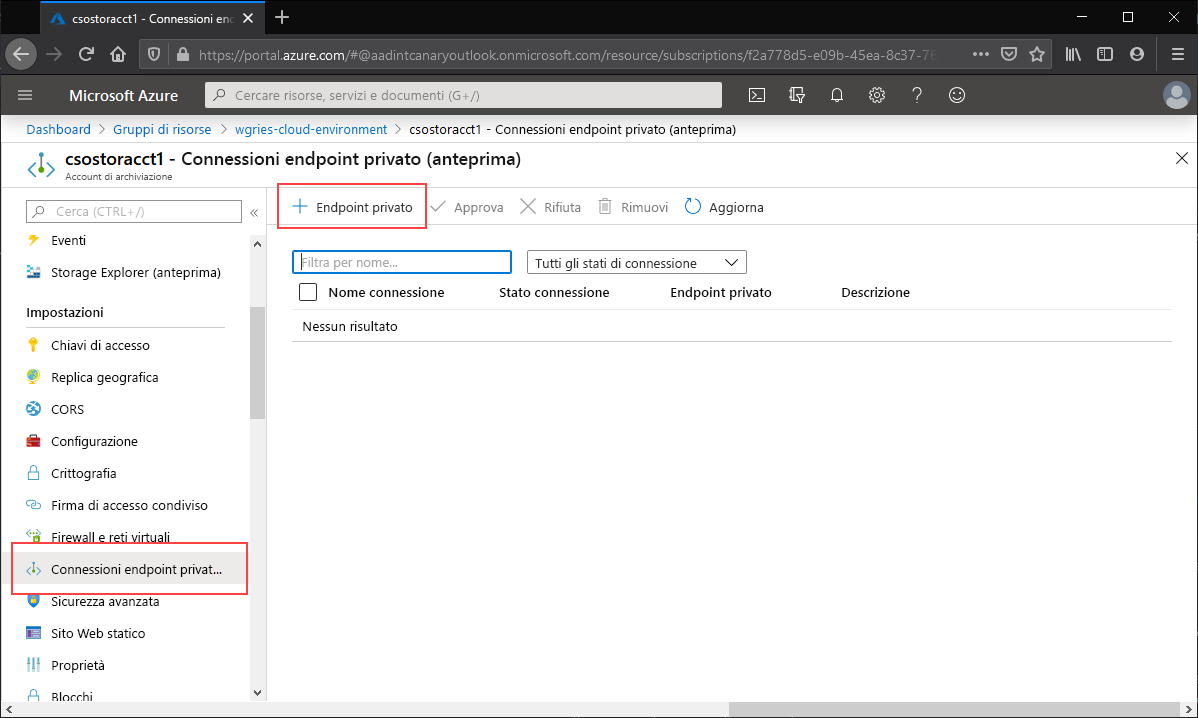 csostoracct1 - Connessioni enc
https://portal.azure.com/#@aadintcanaryoutlook.onmicrosoft.com/resource/subscriptions/f2a778d5-e09b-45ea-8c37-76
Microsoft Azure
Cercare risorse, servizi e documenti (G+/)
Dashboard > Gruppi di risorse > wgries-cloud-environment > csostoracct1 - Connessioni endpoint privato (anteprima)
csostoracct1 - Connessioni endpoint privato (anteprima)
Account di archiviazione
Cerca (CTRL+/)
Eventi
Storage Explorer (anteprima)
Impostazioni
Chiavi di accesso
Replica geografica
CORS
Configurazione
Crittografia
Firma di accesso condiviso
Firewall e reti virtuali
Connessioni endpoint privat...
Sicurezza avanzata
Sito Web statico
Proprietà
Blocchi
Endpoint privato
Approva
Rifiuta
Rimuovi
Aggiorna
Filtra per nome...
Tutti gli stati di connessione
Nome connessione Stato connessione Endpoint privato Descrizione
Nessun risultato